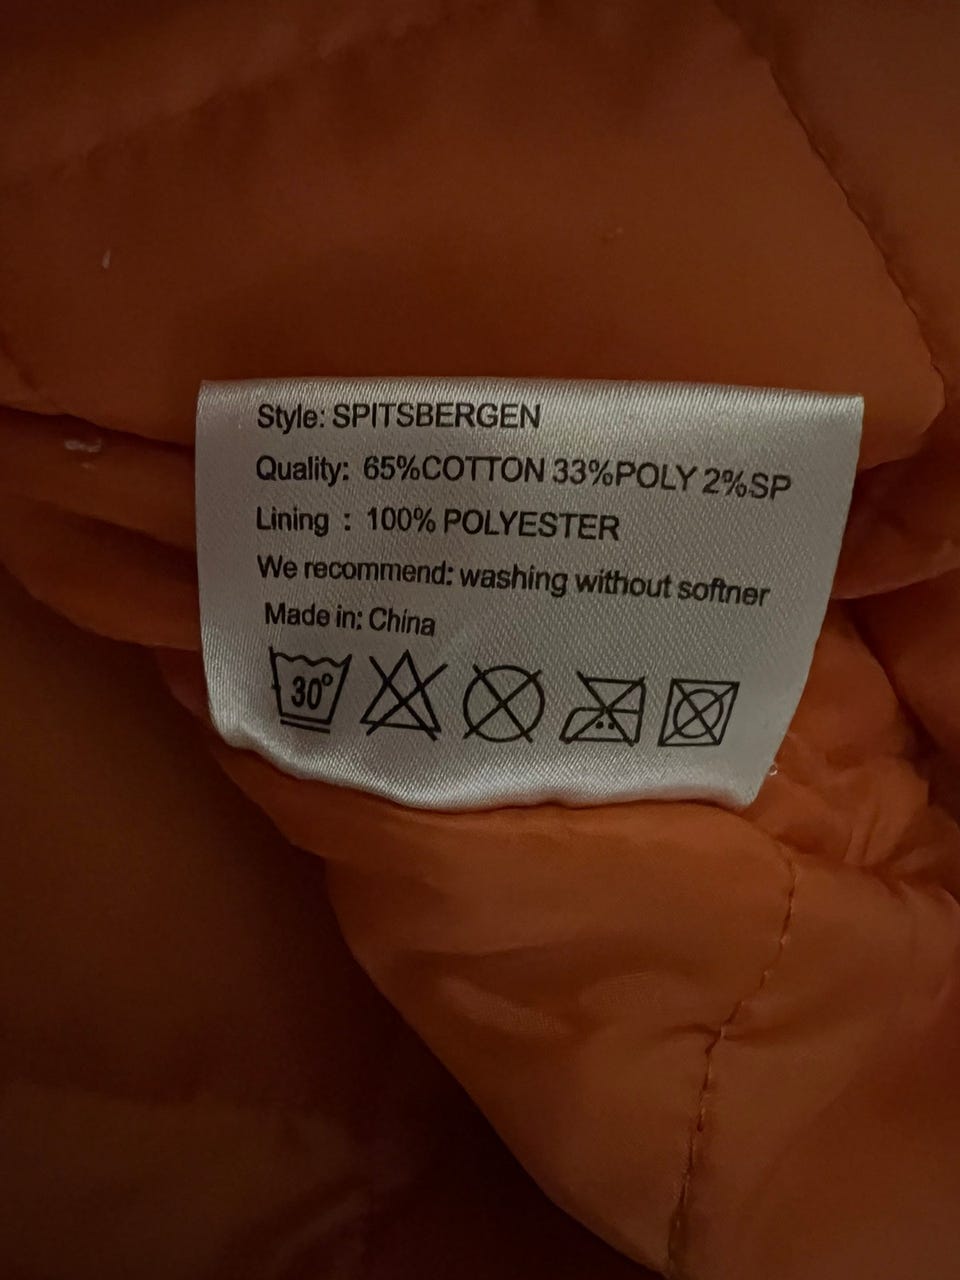 Style: SPITSBERGEN
Quality: 65%COTTON 33%POLY 2%SP
Lining : 100% POLYESTER
We recommend: washing without softner
Made in: China
30°